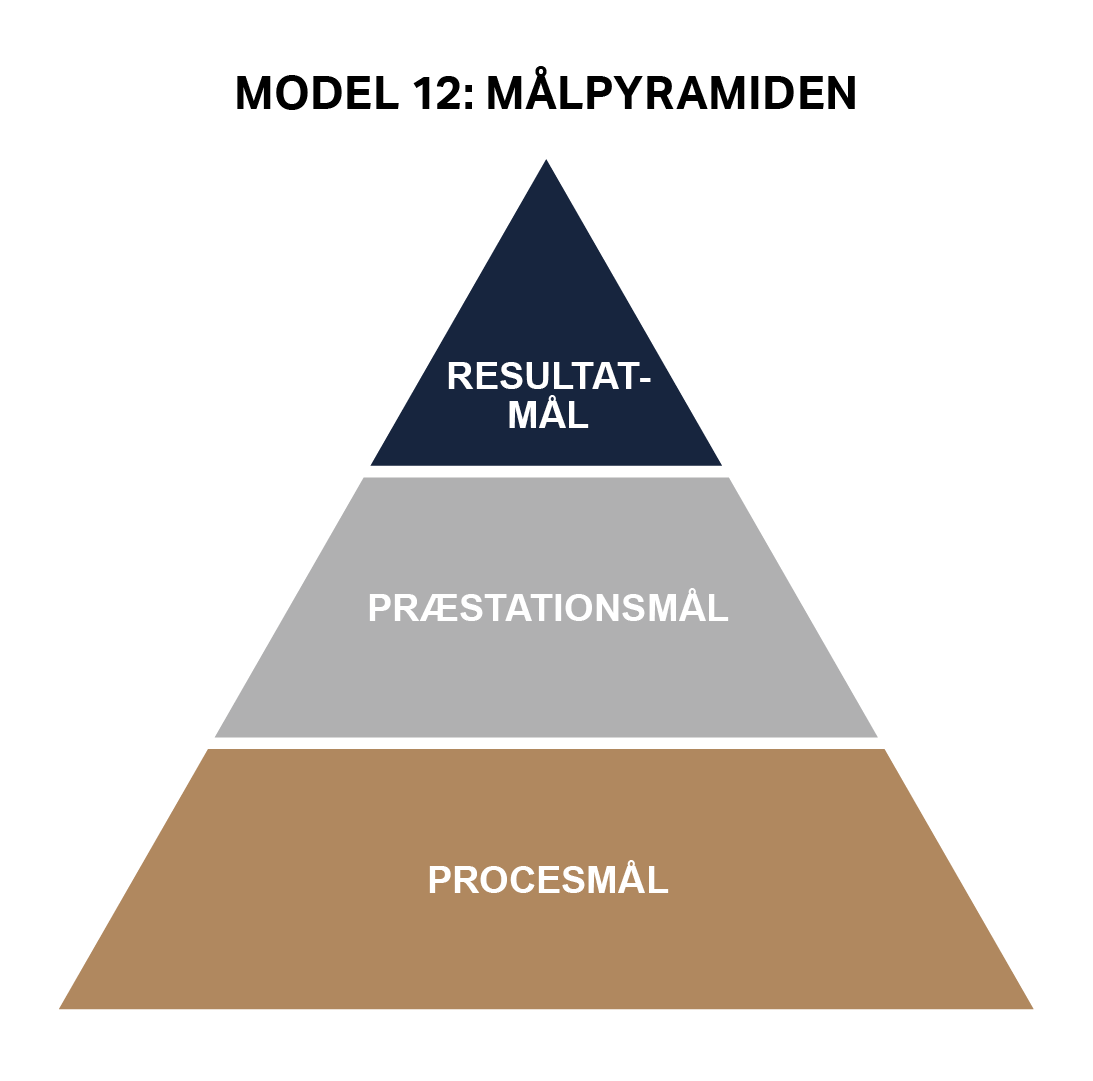 MODEL 12: MÅLPYRAMIDEN
RESULTAT-
MÅL
PRÆSTATIONSMÅL
PROCESMÅL